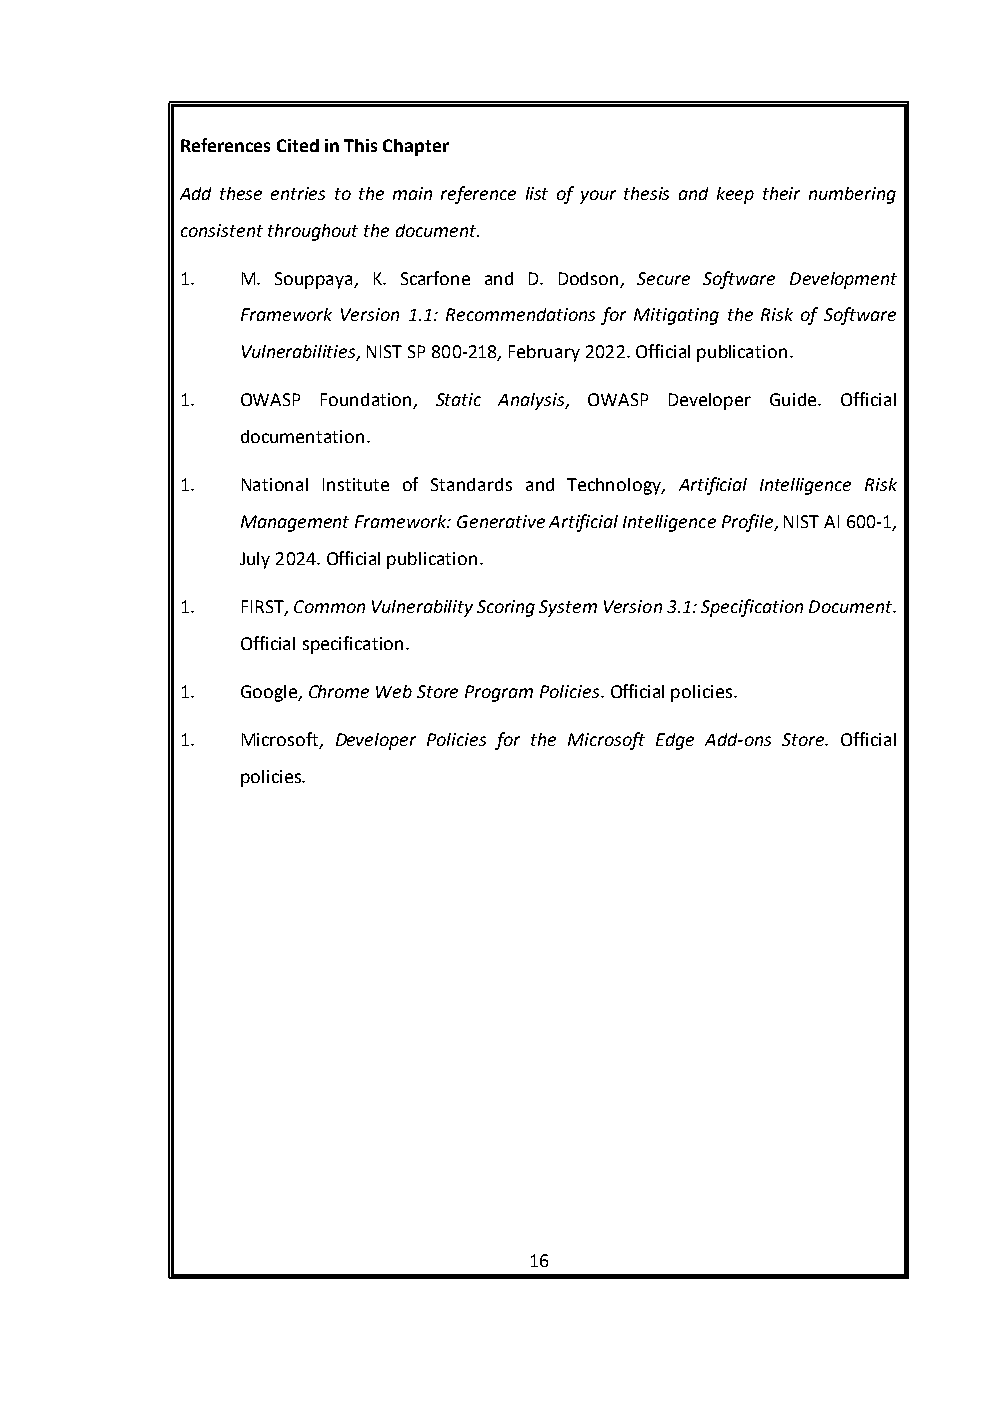 References Cited in This Chapter
Add these entries to the main reference list of your thesis and keep their numbering
consistent throughout the document.
1. M. Souppaya, K. Scarfone and D. Dodson, Secure Software Development
Framework Version 1.1: Recommendations for Mitigating the Risk of Software
Vulnerabilities, NIST SP 800-218, February 2022. Official publication.
1. OWASP Foundation, Static Analysis, OWASP Developer Guide. Official
documentation.
1. National Institute of Standards and Technology, Artificial Intelligence Risk
Management Framework: Generative Artificial Intelligence Profile, NIST AI 600-1,
July 2024. Official publication.
1. FIRST, Common Vulnerability Scoring System Version 3.1: Specification Document.
Official specification.
1. Google, Chrome Web Store Program Policies. Official policies.
1. Microsoft, Developer Policies for the Microsoft Edge Add-ons Store. Official
policies.
16